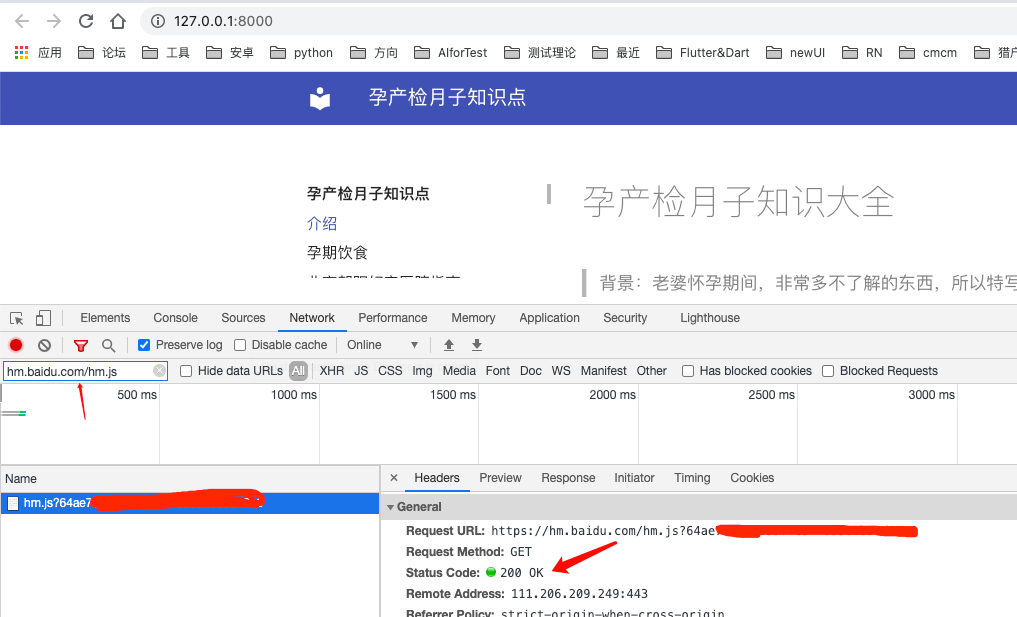 127.0.0.1:8000
应用 论坛 工具 安卓 python 方向 AIforTest 测试理论 最近 Flutter&Dart newUI RN cmcm 猎户
孕产检月子知识点
孕产检月子知识点
孕产检月子知识大全
介绍
孕期饮食
背景：老婆怀孕期间，非常多不了解的东西，所以特写
Elements Console Sources Network Performance Memory Application Security Lighthouse
Preserve log Disable cache Online
hm.baidu.com/hm.js Hide data URLs All XHR JS CSS Img Media Font Doc WS Manifest Other Has blocked cookies Blocked Requests
500 ms 1000 ms 1500 ms 2000 ms 2500 ms 3000 ms
Name
hm.js?64ae7
× Headers Preview Response Initiator Timing Cookies
General
Request URL: https://hm.baidu.com/hm.js?64ae
Request Method: GET
Status Code: 200 OK
Remote Address: 111.206.209.249:443
Referrer Policy: strict-origin-when-cross-origin